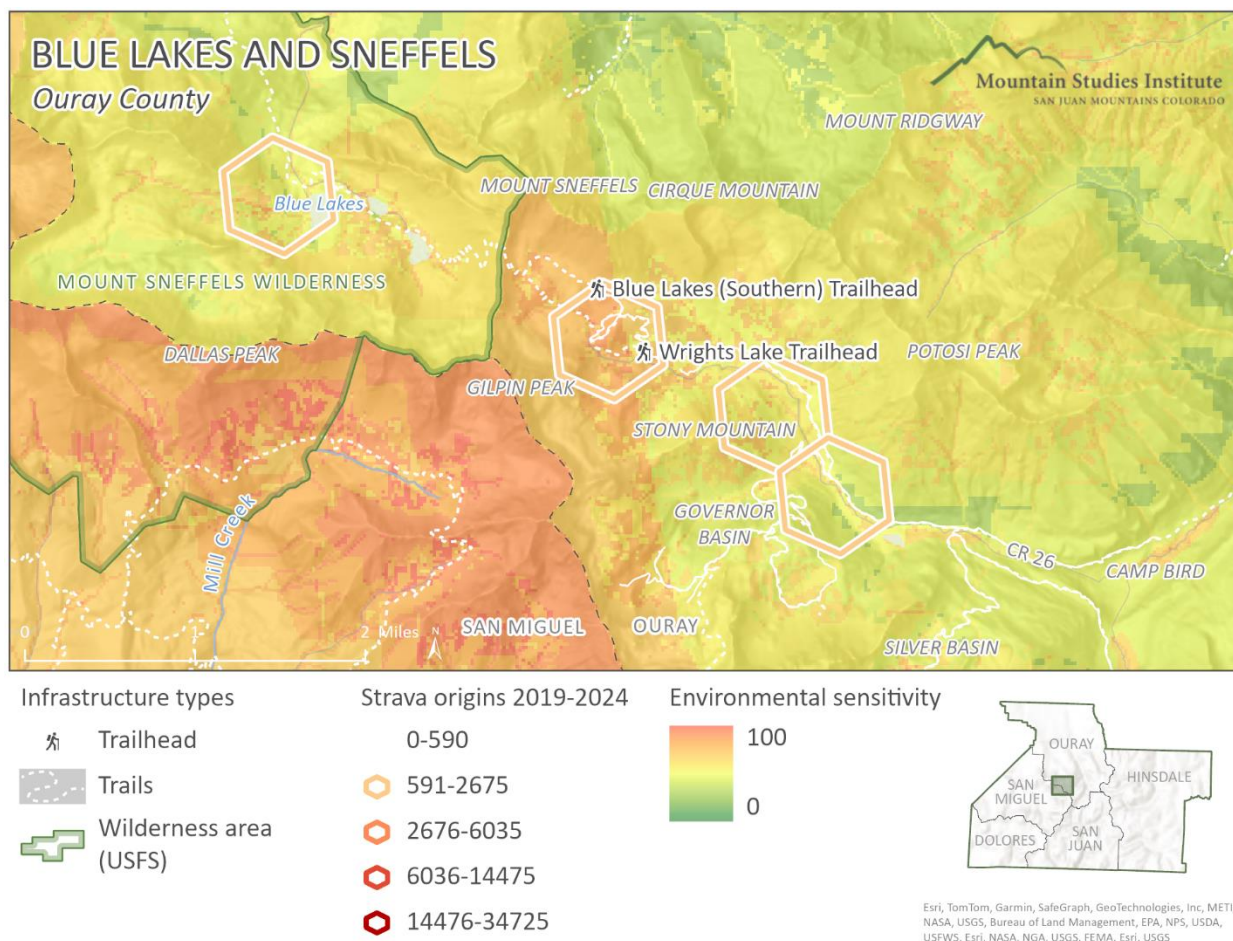 BLUE LAKES AND SNEFFELS
Ouray County
Mountain Studies Institute
SAN JUAN MOUNTAINS COLORADO
MOUNT RIDGWAY
MOUNT SNEFFELS
CIRQUE MOUNTAIN
Blue Lakes
MOUNT SNEFFELS WILDERNESS
Blue Lakes (Southern) Trailhead
DALLAS PEAK
Wrights Lake Trailhead
POTOSI PEAK
GILPIN PEAK
STONY MOUNTAIN
GOVERNOR
BASIN
Mill Creek
CR 26
CAMP BIRD
SAN MIGUEL
OURAY
SILVER BASIN
0 1 2 Miles
N
Infrastructure types
Trailhead
Trails
Wilderness area
(USFS)
Strava origins 2019-2024
0-590
591-2675
2676-6035
6036-14475
14476-34725
Environmental sensitivity
100
0
OURAY
HINSDALE
SAN
MIGUEL
DOLORES
SAN
JUAN
Esri, TomTom, Garmin, SafeGraph, GeoTechnologies, Inc, METI/
NASA, USGS, Bureau of Land Management, EPA, NPS, USDA,
USFWS, Esri, NASA, NGA, USGS, FEMA, Esri, USGS